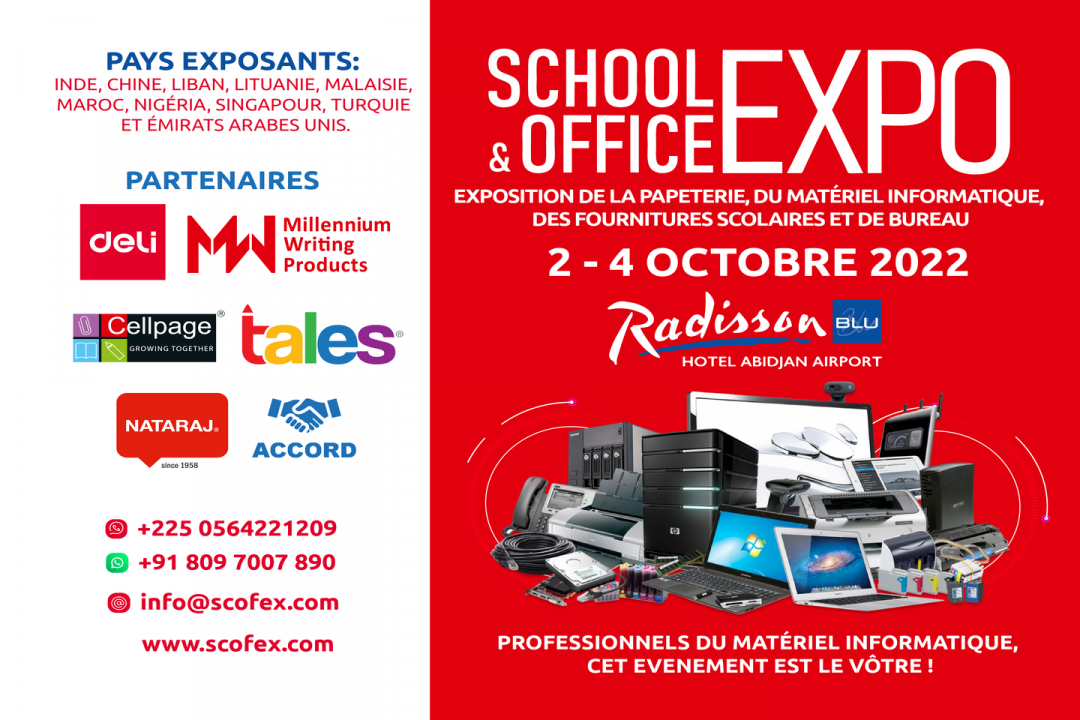 PAYS EXPOSANTS:
INDE, CHINE, LIBAN, LITUANIE, MALAISIE,
MAROC, NIGÉRIA, SINGAPOUR, TURQUIE
ET ÉMIRATS ARABES UNIS.
PARTENAIRES
deli
MW
Millennium
Writing
Products
Cellpage®
GROWING TOGETHER
tales®
NATARAJ®
since 1958
ACCORD
+225 0564221209
+91 809 7007 890
info@scofex.com
www.scofex.com
SCHOOL
& OFFICE
EXPO
EXPOSITION DE LA PAPETERIE, DU MATÉRIEL INFORMATIQUE,
DES FOURNITURES SCOLAIRES ET DE BUREAU
2 - 4 OCTOBRE 2022
Radisson BLU
HOTEL ABIDJAN AIRPORT
hp
PROFESSIONNELS DU MATÉRIEL INFORMATIQUE,
CET EVENEMENT EST LE VÔTRE !